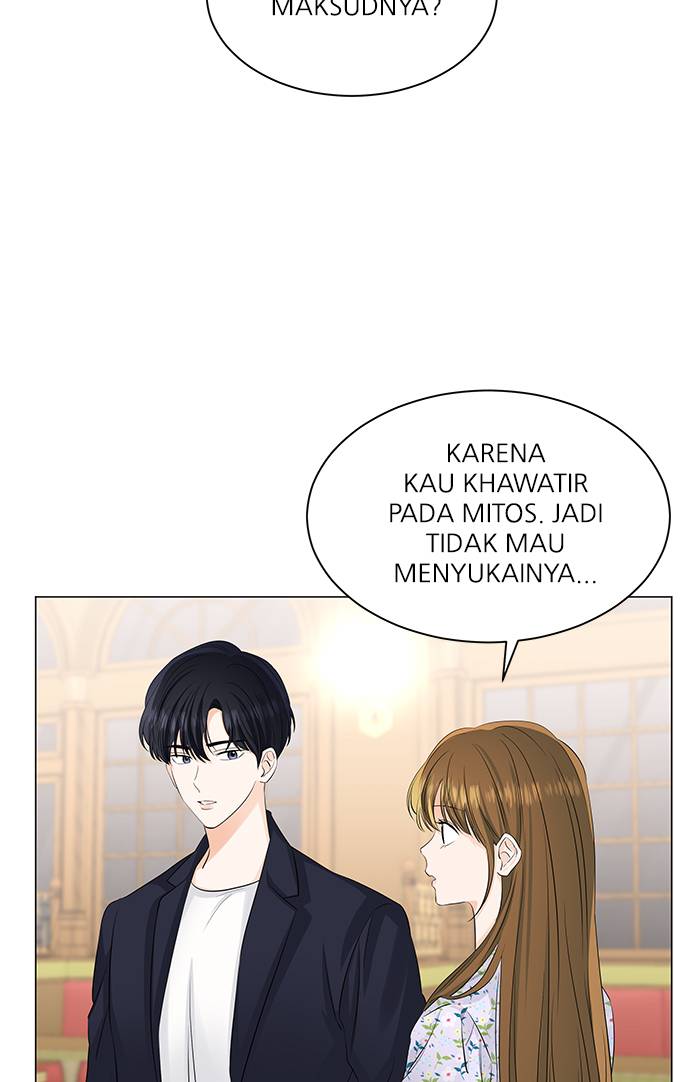 MAKSUDNYA?
KARENA
KAU KHAWATIR
PADA MITOS. JADI
TIDAK MAU
MENYUKAINYA...